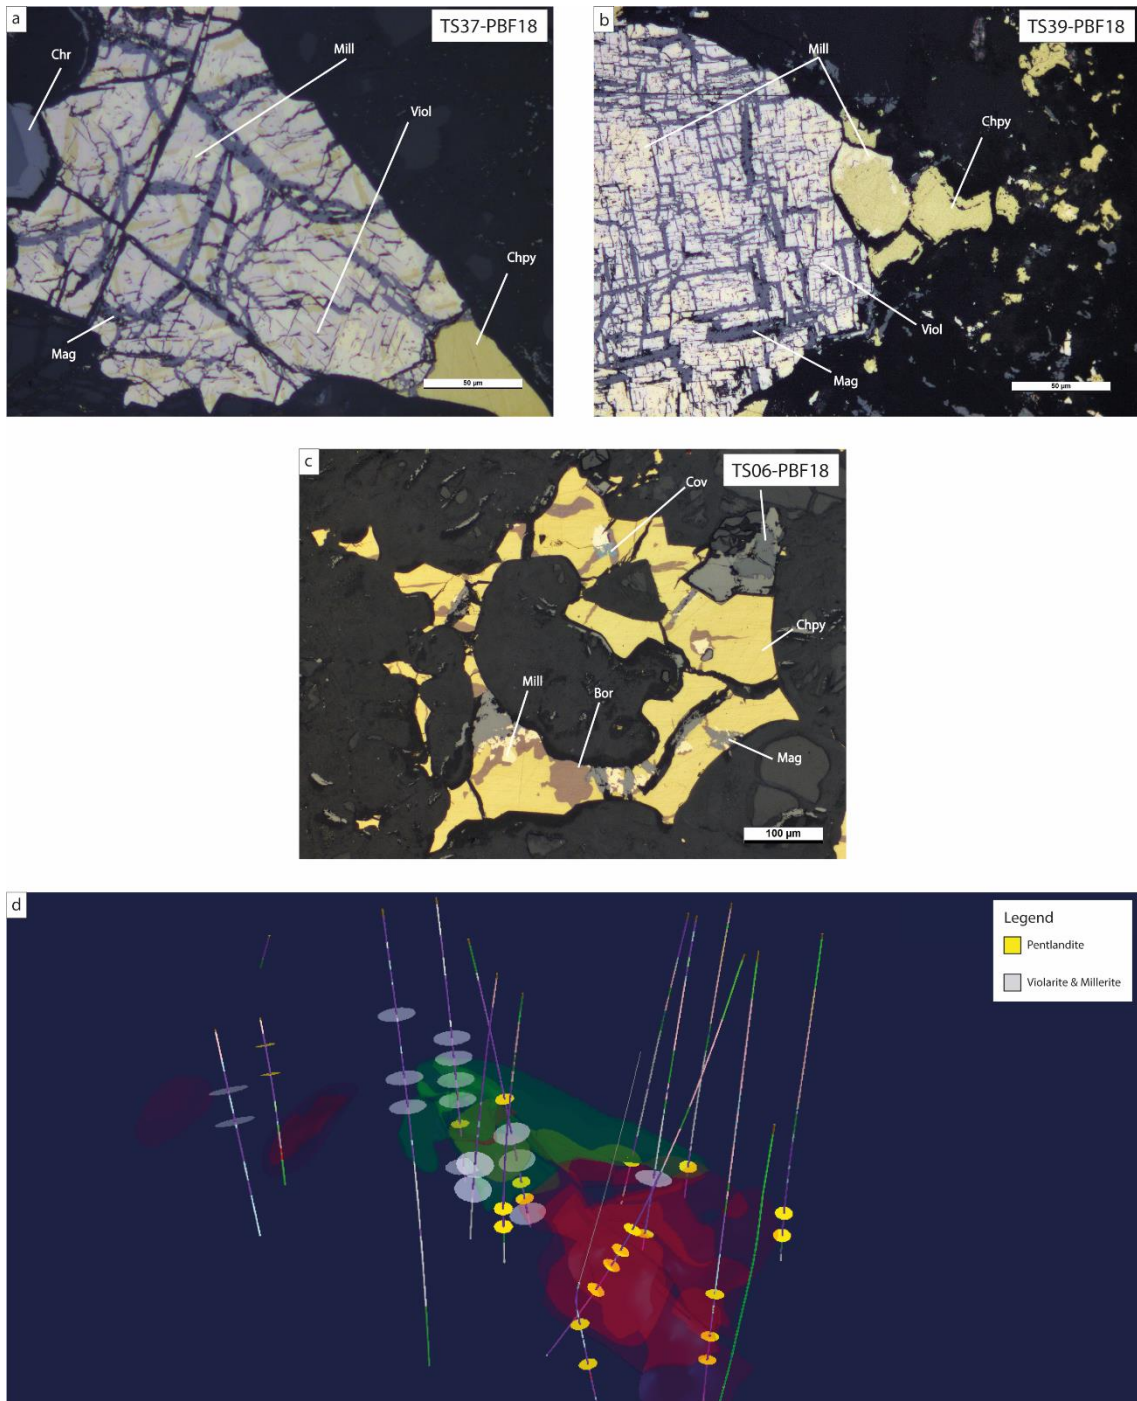 a
TS37-PBF18
Chr
Mill
Viol
Chpy
Mag
50 µm
b
TS39-PBF18
Mill
Chpy
Viol
Mag
50 µm
c
TS06-PBF18
Cov
Chpy
Mill
Bor
Mag
100 µm
d
Legend
Pentlandite
Violarite & Millerite